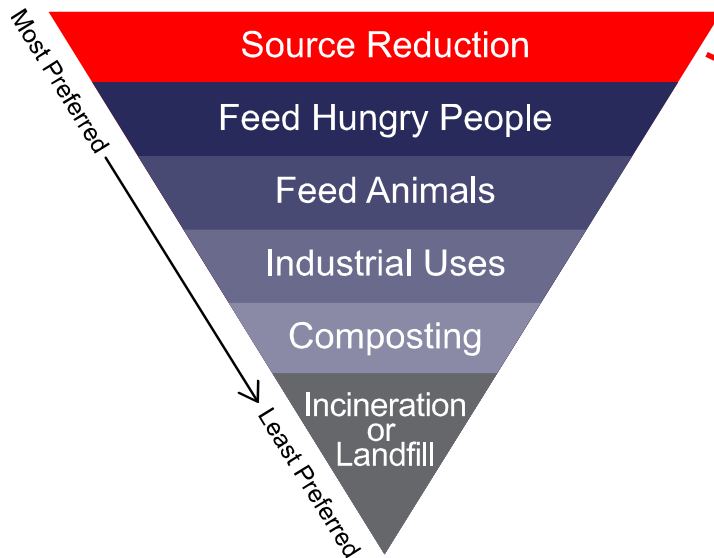 Source Reduction
Feed Hungry People
Feed Animals
Industrial Uses
Composting
Incineration
or
Landfill
Most Preferred
Least Preferred